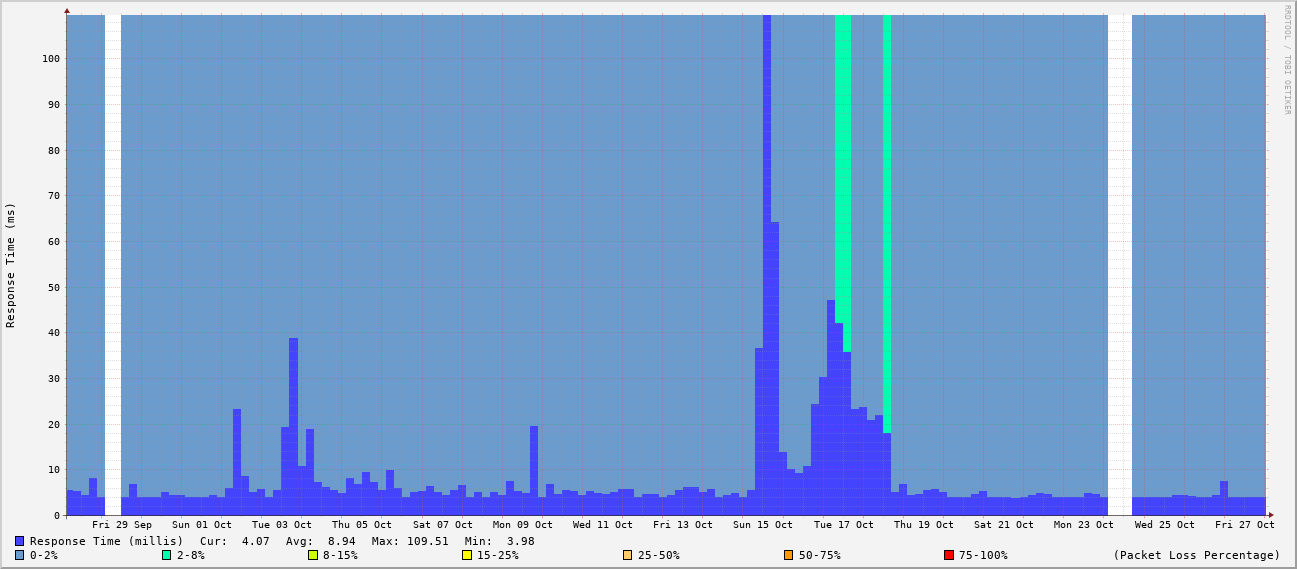 RRDTOOL / TOBI OETIKER
Response Time (ms)
100
90
80
70
60
50
40
30
20
10
0
Fri 29 Sep Sun 01 Oct Tue 03 Oct Thu 05 Oct Sat 07 Oct Mon 09 Oct Wed 11 Oct Fri 13 Oct Sun 15 Oct Tue 17 Oct Thu 19 Oct Sat 21 Oct Mon 23 Oct Wed 25 Oct Fri 27 Oct
Response Time (millis) Cur: 4.07 Avg: 8.94 Max: 109.51 Min: 3.98
0-2% 2-8% 8-15% 15-25% 25-50% 50-75% 75-100% (Packet Loss Percentage)